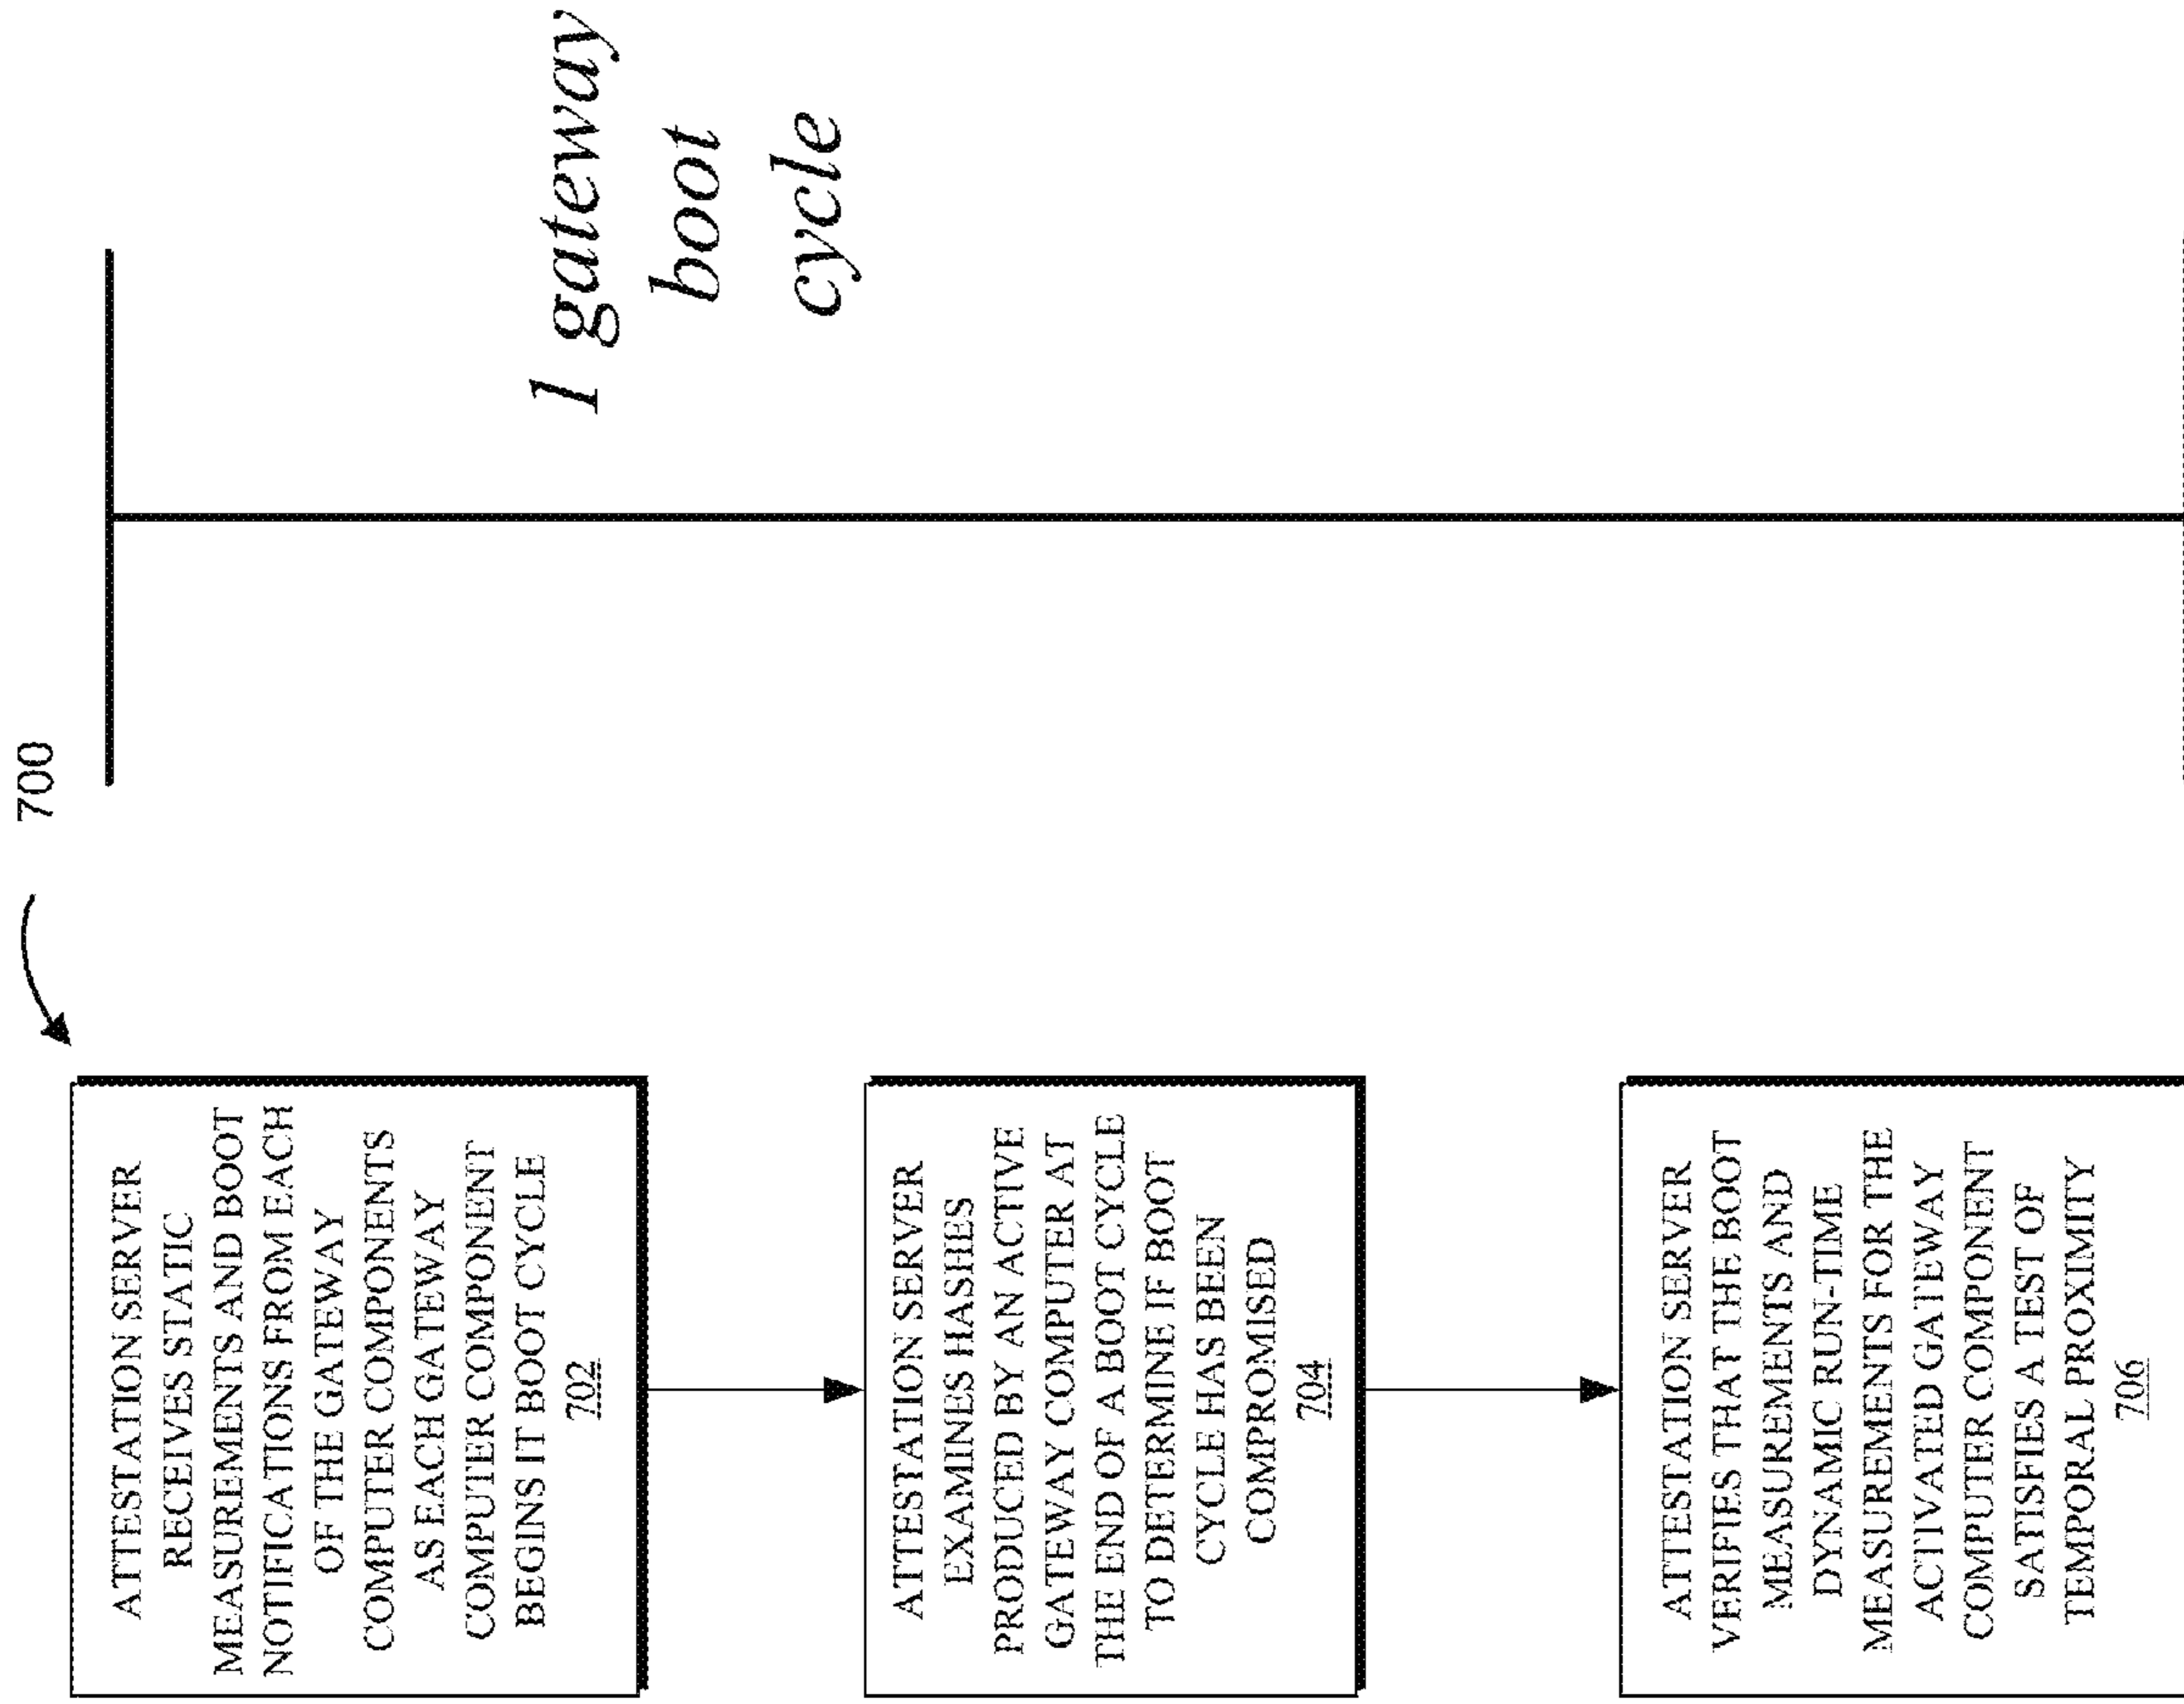 700
ATTESTATION SERVER
RECEIVES STATIC
MEASUREMENTS AND BOOT
NOTIFICATIONS FROM EACH
OF THE GATEWAY
COMPUTER COMPONENTS
AS EACH GATEWAY
COMPUTER COMPONENT
BEGINS IT BOOT CYCLE
702
ATTESTATION SERVER
EXAMINES HASHES
PRODUCED BY AN ACTIVE
GATEWAY COMPUTER AT
THE END OF A BOOT CYCLE
TO DETERMINE IF BOOT
CYCLE HAS BEEN
COMPROMISED
704
ATTESTATION SERVER
VERIFIES THAT THE BOOT
MEASUREMENTS AND
DYNAMIC RUN-TIME
MEASUREMENTS FOR THE
ACTIVATED GATEWAY
COMPUTER COMPONENT
SATISFIES A TEST OF
TEMPORAL PROXIMITY
706
1 gateway
boot
cycle